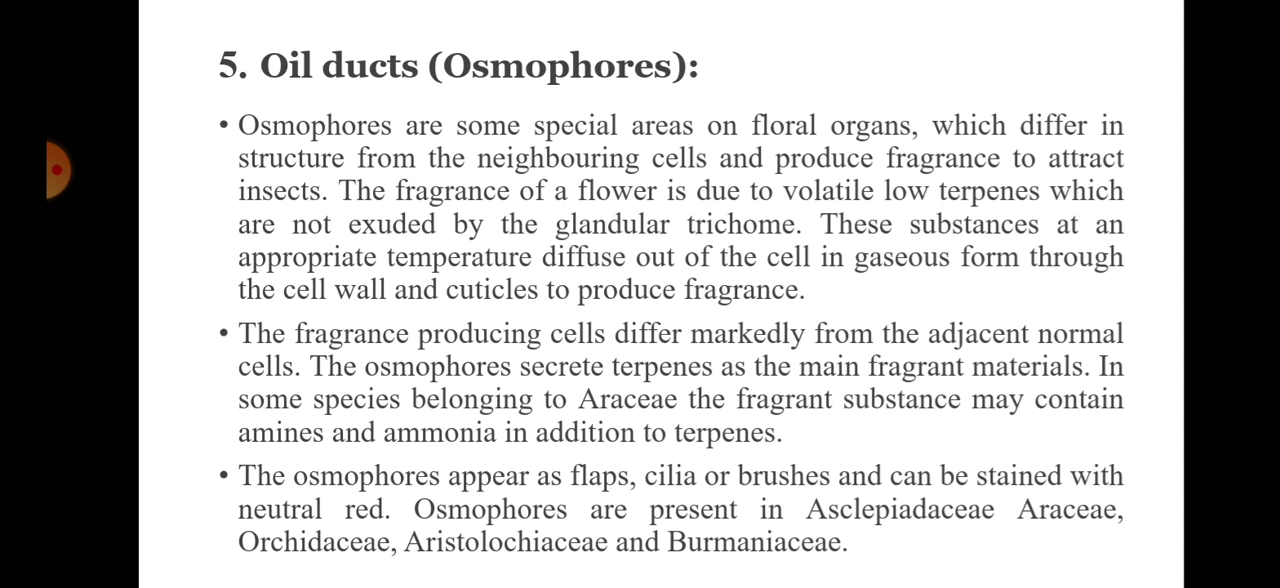 5. Oil ducts (Osmophores):
• Osmophores are some special areas on floral organs, which differ in
structure from the neighbouring cells and produce fragrance to attract
insects. The fragrance of a flower is due to volatile low terpenes which
are not exuded by the glandular trichome. These substances at an
appropriate temperature diffuse out of the cell in gaseous form through
the cell wall and cuticles to produce fragrance.
• The fragrance producing cells differ markedly from the adjacent normal
cells. The osmophores secrete terpenes as the main fragrant materials. In
some species belonging to Araceae the fragrant substance may contain
amines and ammonia in addition to terpenes.
• The osmophores appear as flaps, cilia or brushes and can be stained with
neutral red. Osmophores are present in Asclepiadaceae Araceae,
Orchidaceae, Aristolochiaceae and Burmaniaceae.